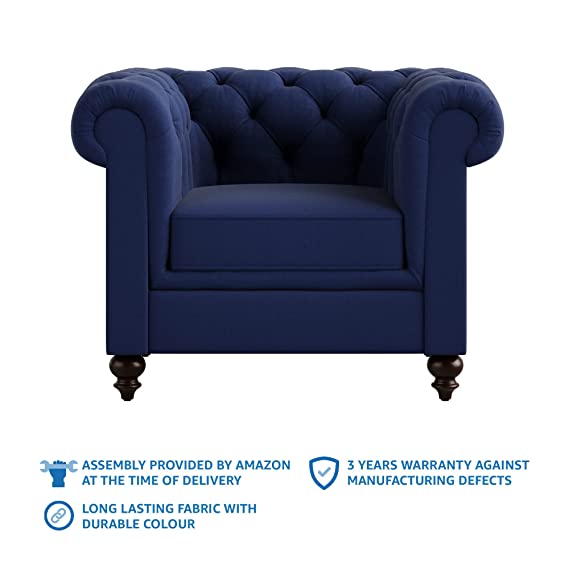 ASSEMBLY PROVIDED BY AMAZON
AT THE TIME OF DELIVERY
3 YEARS WARRANTY AGAINST
MANUFACTURING DEFECTS
LONG LASTING FABRIC WITH
DURABLE COLOUR